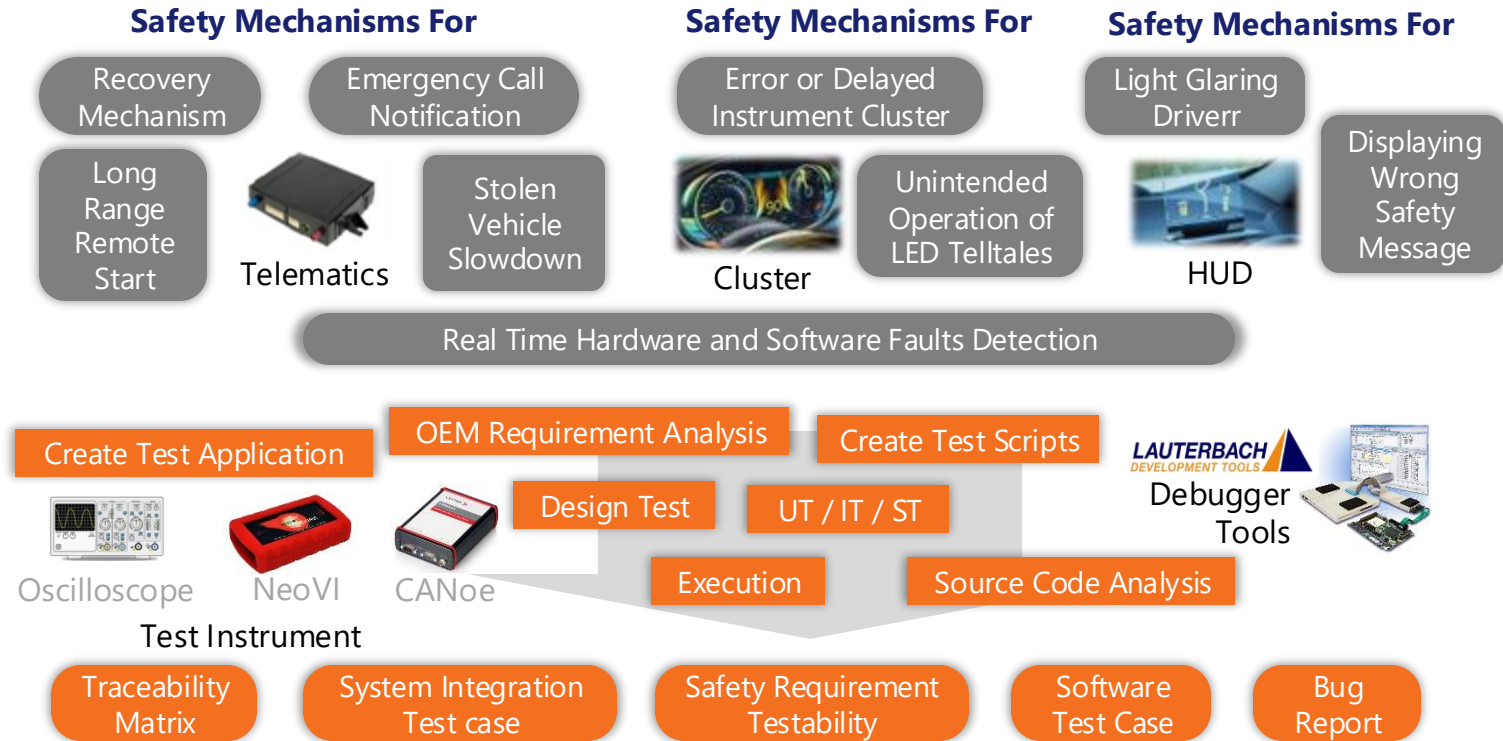 Safety Mechanisms For
Safety Mechanisms For
Safety Mechanisms For
Recovery
Mechanism
Emergency Call
Notification
Long
Range
Remote
Start
Telematics
Stolen
Vehicle
Slowdown
Error or Delayed
Instrument Cluster
Cluster
Unintended
Operation of
LED Telltales
Light Glaring
Driverr
HUD
Displaying
Wrong
Safety
Message
Real Time Hardware and Software Faults Detection
Create Test Application
OEM Requirement Analysis
Create Test Scripts
Design Test
UT / IT / ST
Execution
Source Code Analysis
LAUTERBACH
DEVELOPMENT TOOLS
Debugger
Tools
Oscilloscope
NeoVI
CANoe
Test Instrument
Traceability
Matrix
System Integration
Test case
Safety Requirement
Testability
Software
Test Case
Bug
Report